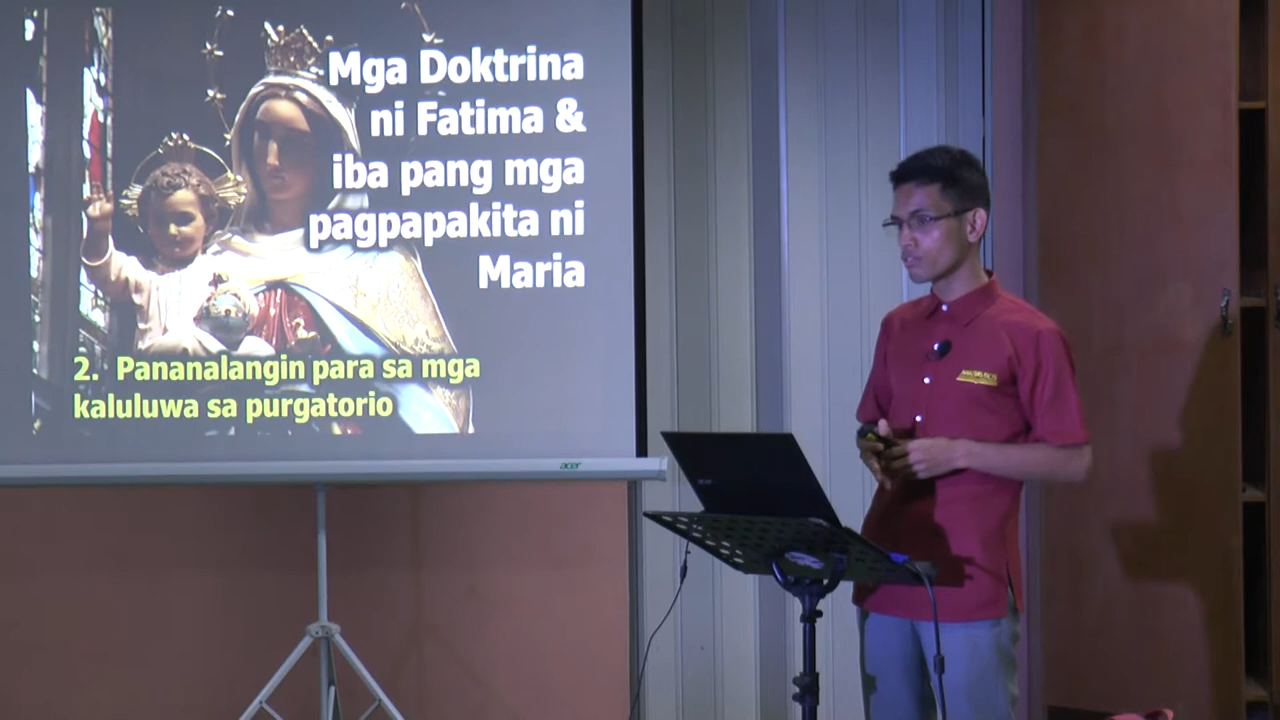 Mga Doktrina
ni Fatima &
iba pang mga
pagpapakita ni
Maria
2. Pananalangin para sa mga
kaluluwa sa purgatorio
acer